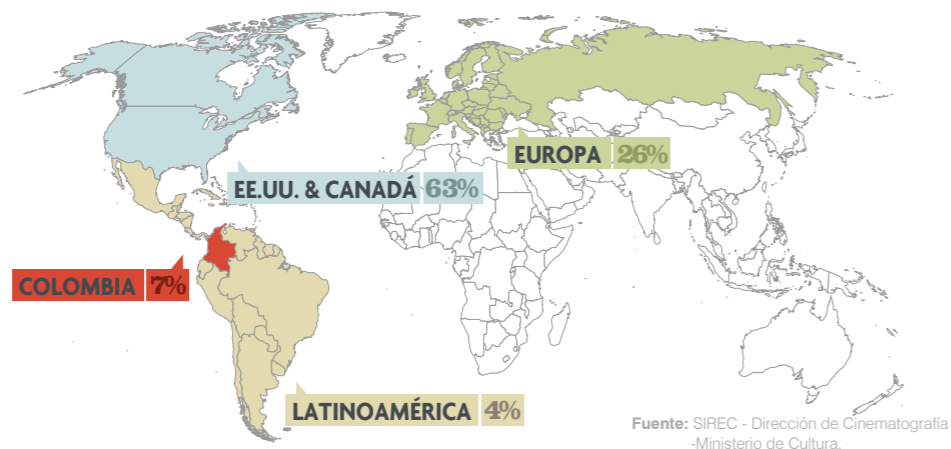 EUROPA 26%
EE.UU. & CANADÁ 63%
COLOMBIA 7%
LATINOAMÉRICA 4%
Fuente: SIREC - Dirección de Cinematografía
-Ministerio de Cultura.